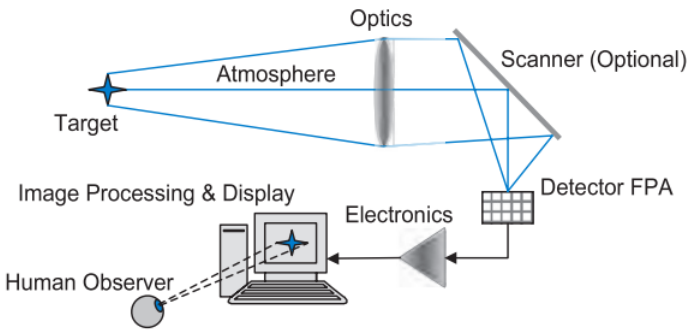 Optics
Scanner (Optional)
Atmosphere
Target
Detector FPA
Image Processing & Display
Electronics
Human Observer